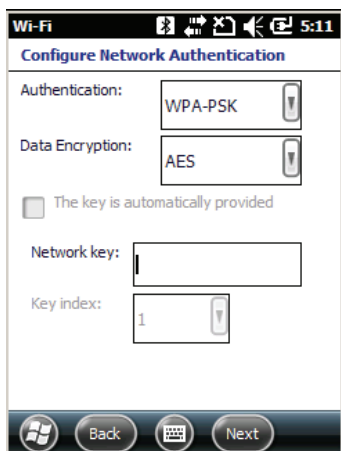 Wi-Fi 5:11
Configure Network Authentication
Authentication: WPA-PSK
Data Encryption: AES
The key is automatically provided
Network key:
Key index: 1
Back Next